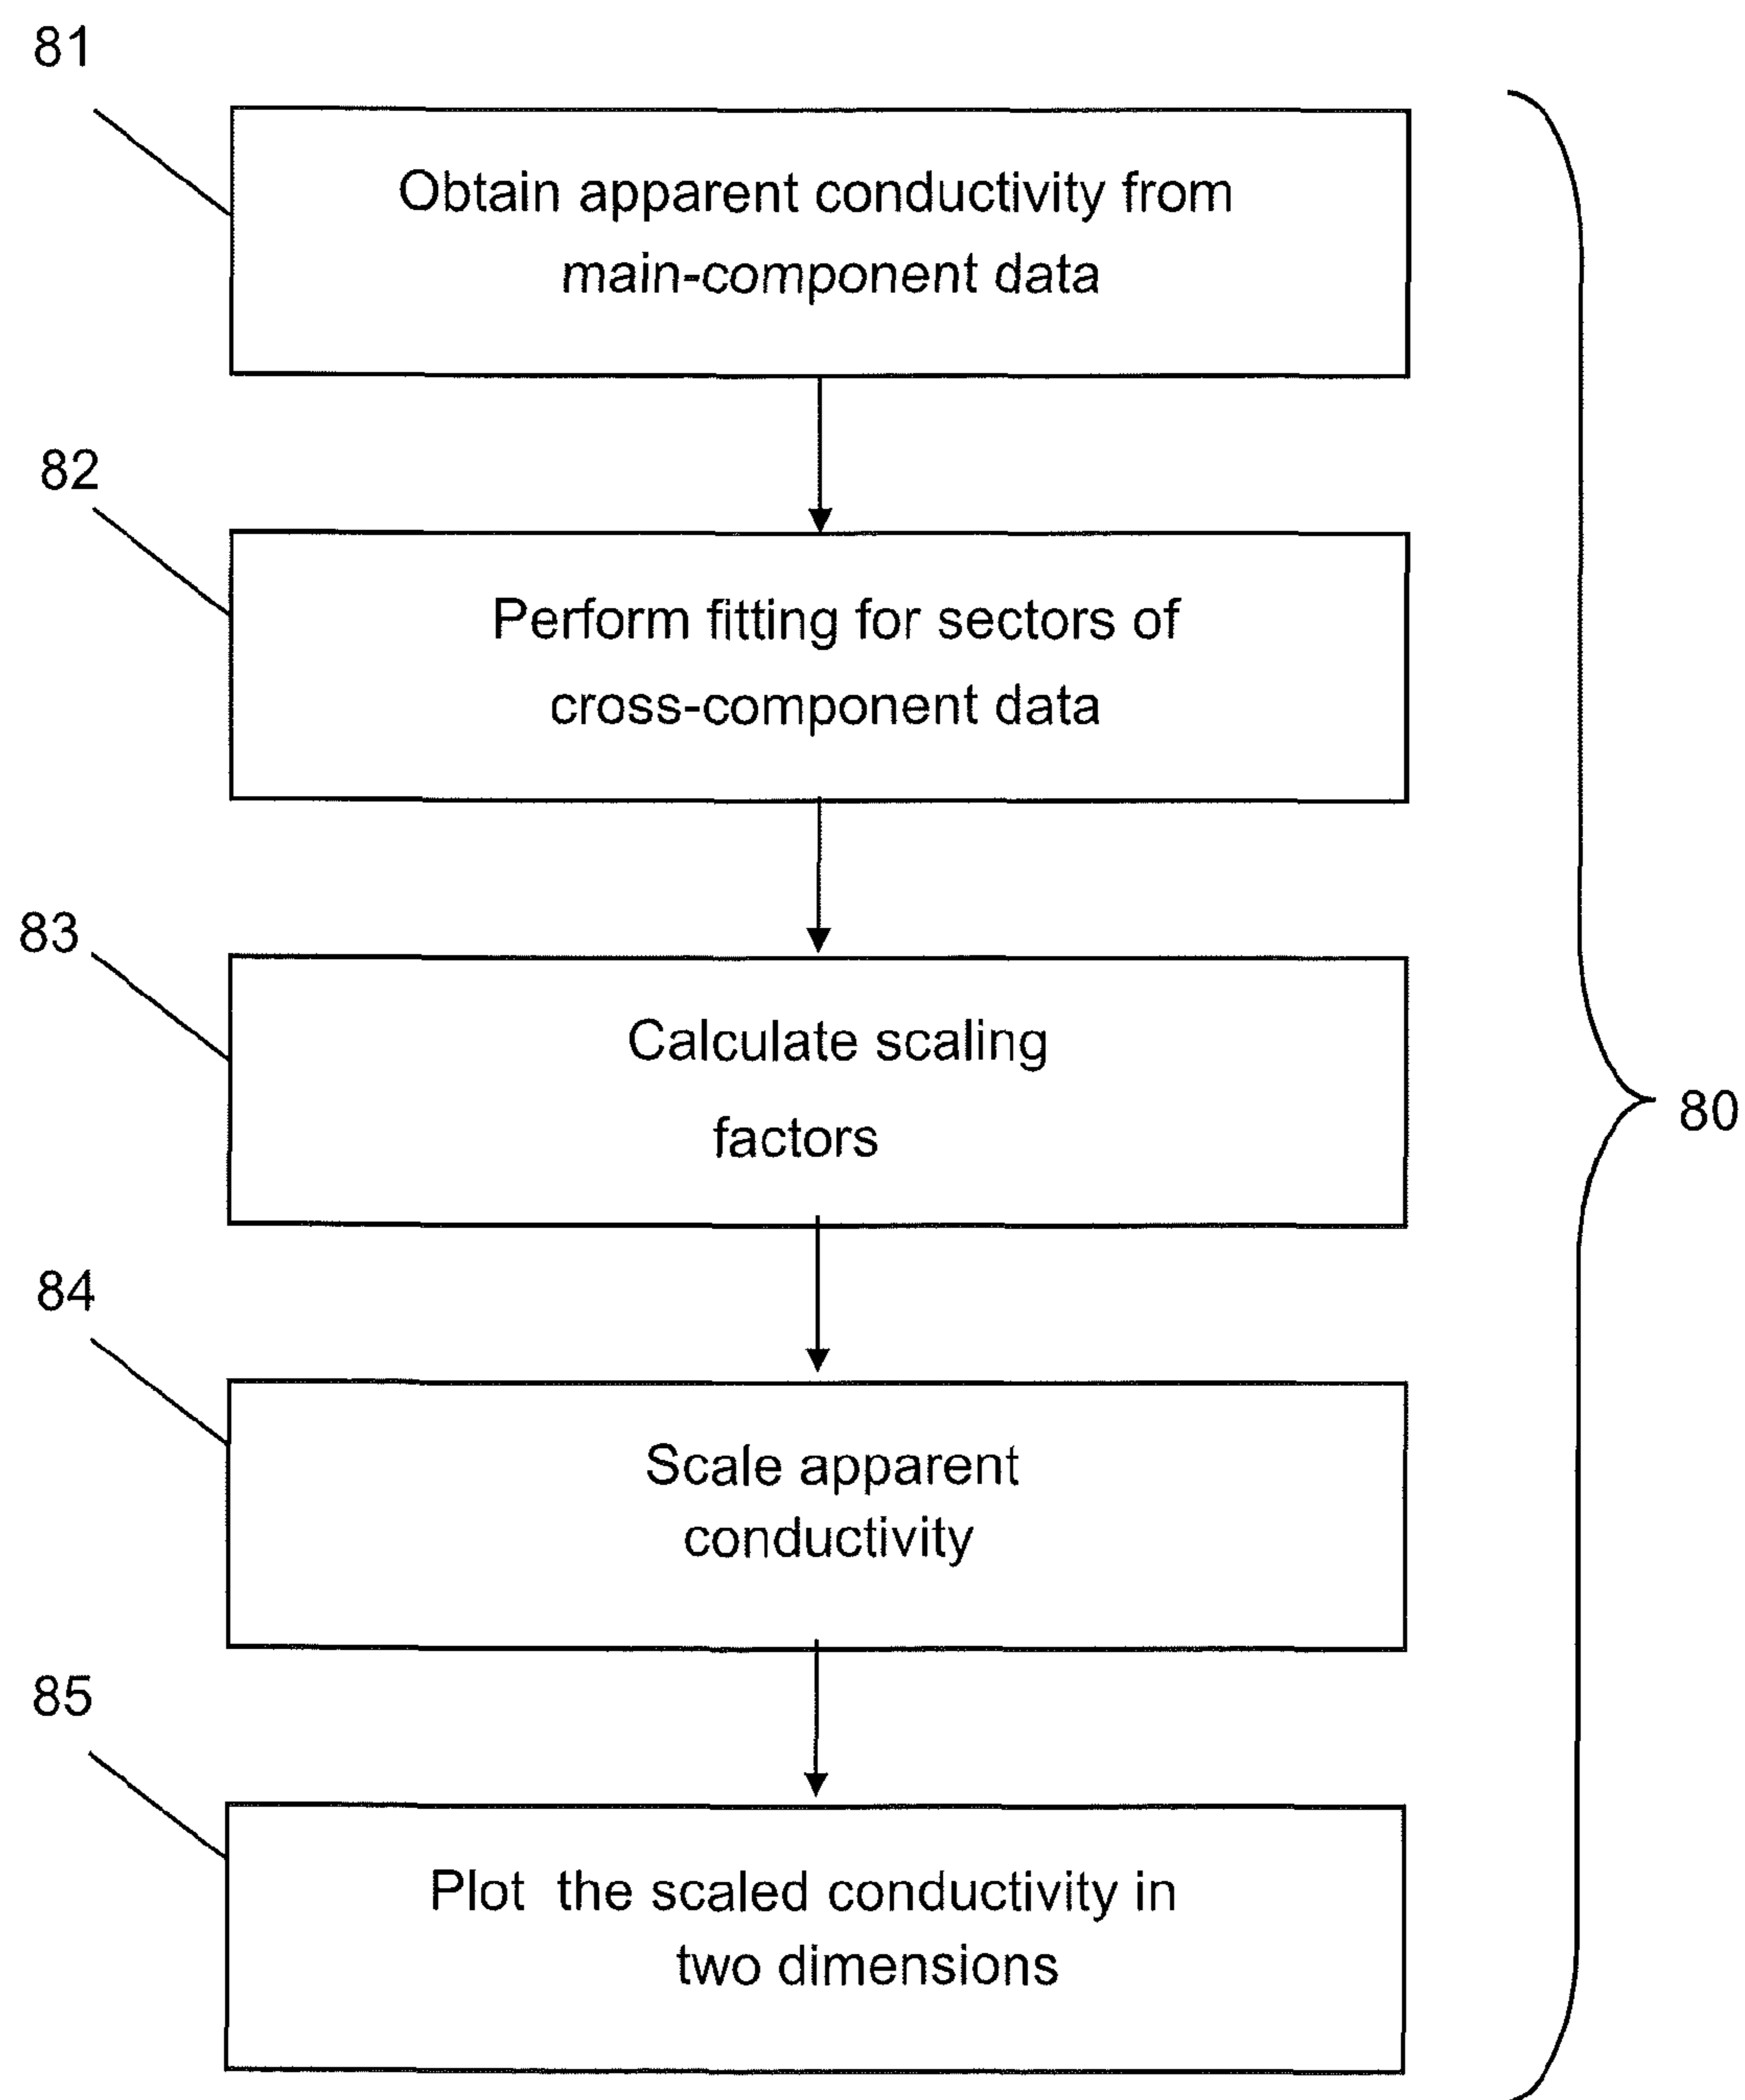 81
Obtain apparent conductivity from
main-component data
82
Perform fitting for sectors of
cross-component data
83
Calculate scaling
factors
80
84
Scale apparent
conductivity
85
Plot the scaled conductivity in
two dimensions